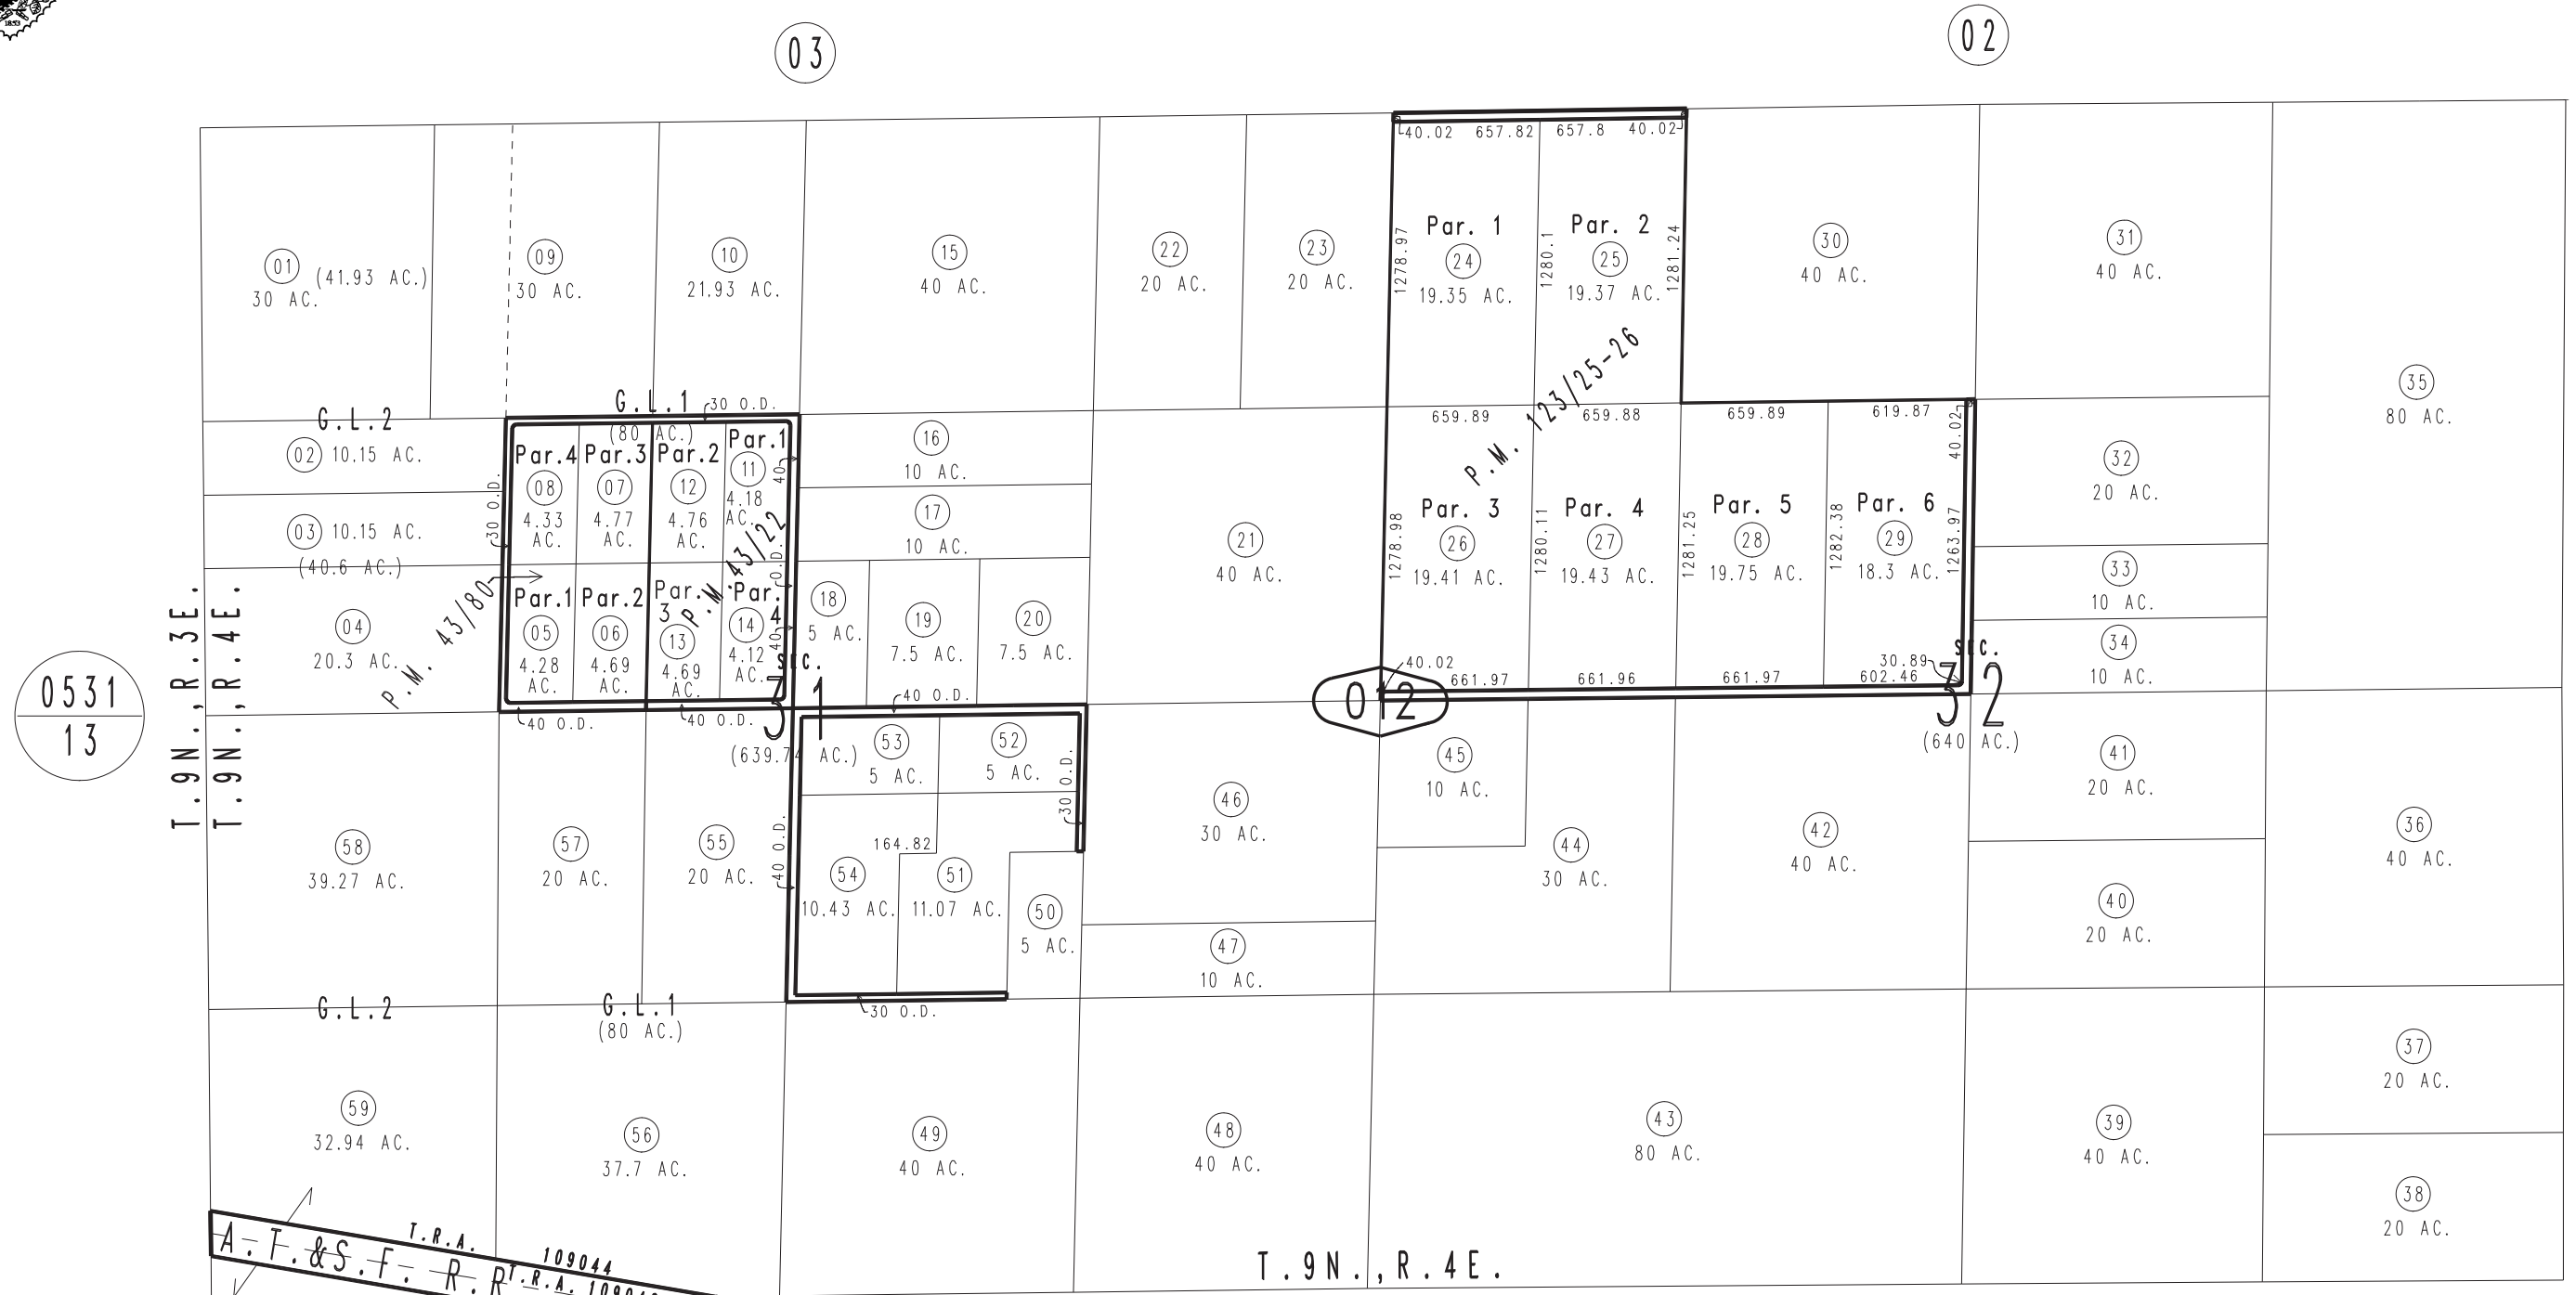 1853
03
02
40.02 657.82 657.8 40.02
01 (41.93 AC.)
30 AC.
09
30 AC.
10
21.93 AC.
15
40 AC.
22
20 AC.
23
20 AC.
1278.97
Par. 1
24
19.35 AC.
1280.1
Par. 2
25
19.37 AC.
1281.24
30
40 AC.
31
40 AC.
35
80 AC.
P.M. 123/25-26
G.L.2
G.L.1
30 O.D.
(80 AC.)
02 10.15 AC.
03 10.15 AC.
(40.6 AC.)
04
20.3 AC.
30 O.D.
Par.4
08
4.33
AC.
Par.3
07
4.77
AC.
Par.2
12
4.76
AC.
Par.1
11
4.18
AC.
40
O.D.
40
P.M. 43/22
P.M. 43/80
Par.1
05
4.28
AC.
Par.2
06
4.69
AC.
Par.
3
13
4.69
AC.
Par.
4
14
4.12
AC.
16
10 AC.
17
10 AC.
18
5 AC.
19
7.5 AC.
20
7.5 AC.
21
40 AC.
659.89 659.88 659.89 619.87
40.02
1278.98
Par. 3
26
19.41 AC.
1280.11
Par. 4
27
19.43 AC.
1281.25
Par. 5
28
19.75 AC.
1282.38
Par. 6
29
18.3 AC.
1263.97
40.02
30.89
661.97 661.96 661.97 602.46
32
20 AC.
33
10 AC.
34
10 AC.
T.9N.,R.3E.
T.9N.,R.4E.
0531
13
SEC.
31
(639.74 AC.)
012
SEC.
32
(640 AC.)
40 O.D.
40 O.D.
40 O.D.
58
39.27 AC.
57
20 AC.
55
20 AC.
40 O.D.
53
5 AC.
52
5 AC.
30 O.D.
164.82
54
10.43 AC.
51
11.07 AC.
50
5 AC.
30 O.D.
46
30 AC.
47
10 AC.
45
10 AC.
44
30 AC.
42
40 AC.
41
20 AC.
40
20 AC.
36
40 AC.
G.L.2
G.L.1
(80 AC.)
59
32.94 AC.
56
37.7 AC.
49
40 AC.
48
40 AC.
43
80 AC.
39
40 AC.
37
20 AC.
38
20 AC.
A.T.&S.F. R.R
T.R.A. 109044
T.R.A.
T.9N.,R.4E.